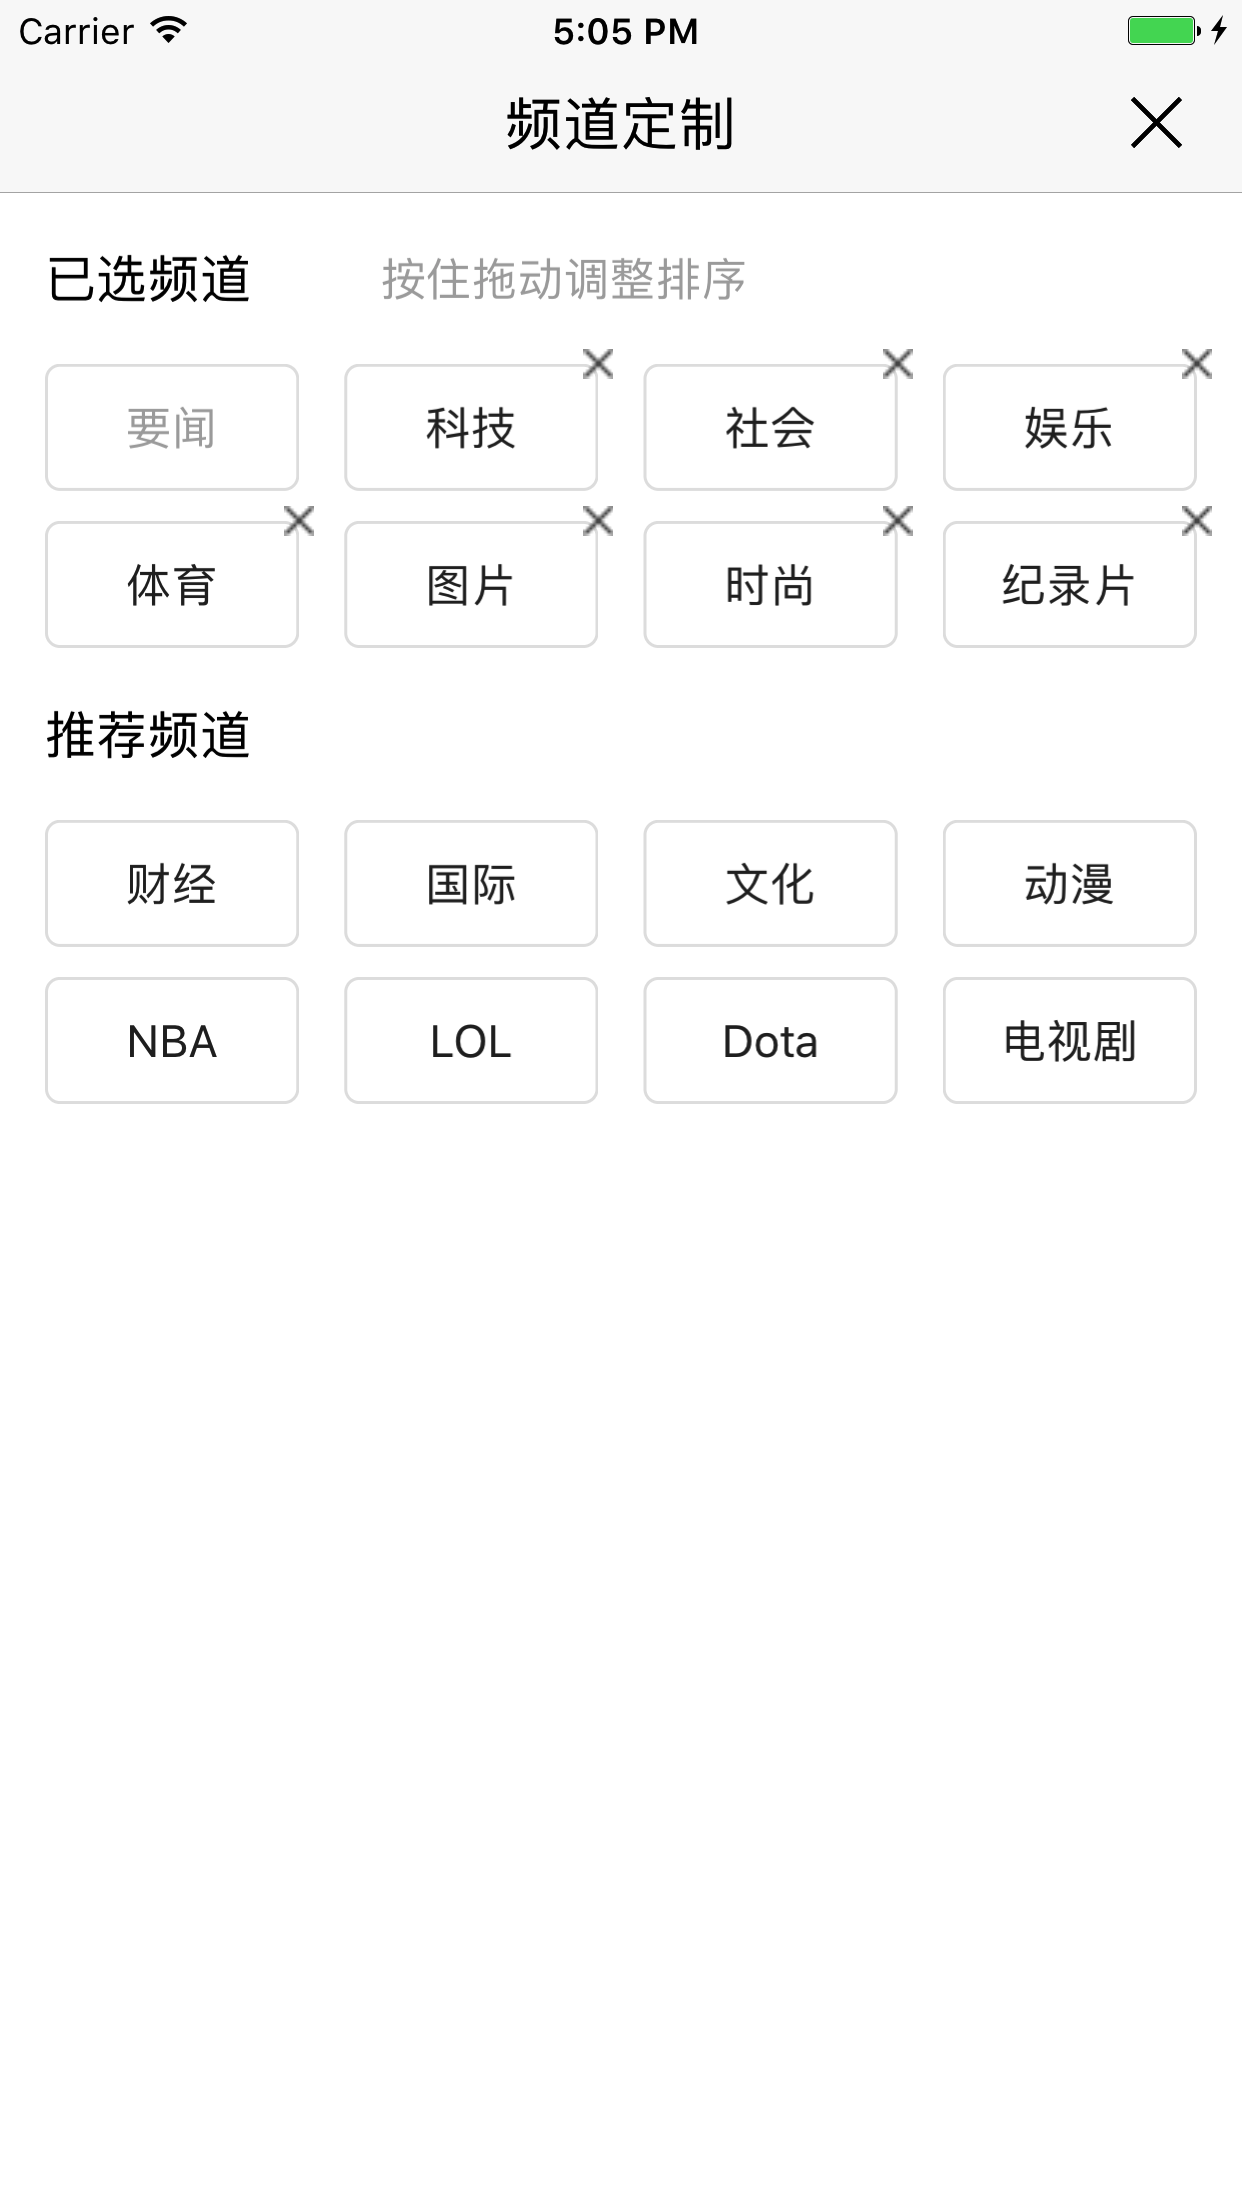 Carrier 5:05 PM
频道定制
已选频道 按住拖动调整排序
要闻 科技 社会 娱乐
体育 图片 时尚 纪录片
推荐频道
财经 国际 文化 动漫
NBA LOL Dota 电视剧